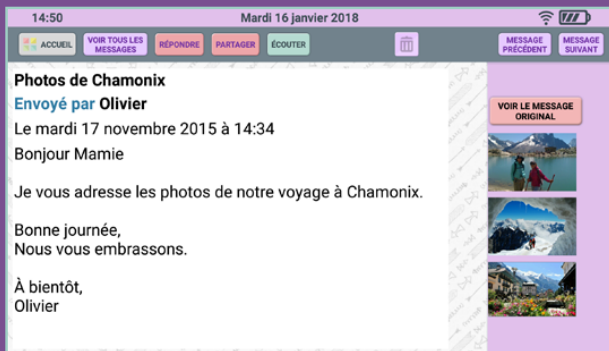 14:50
Mardi 16 janvier 2018
ACCUEIL
VOIR TOUS LES
MESSAGES
RÉPONDRE
PARTAGER
ÉCOUTER
MESSAGE
PRÉCÉDENT
MESSAGE
SUIVANT
Photos de Chamonix
Envoyé par Olivier
Le mardi 17 novembre 2015 à 14:34
Bonjour Mamie
Je vous adresse les photos de notre voyage à Chamonix.
Bonne journée,
Nous vous embrassons.
À bientôt,
Olivier
VOIR LE MESSAGE
ORIGINAL